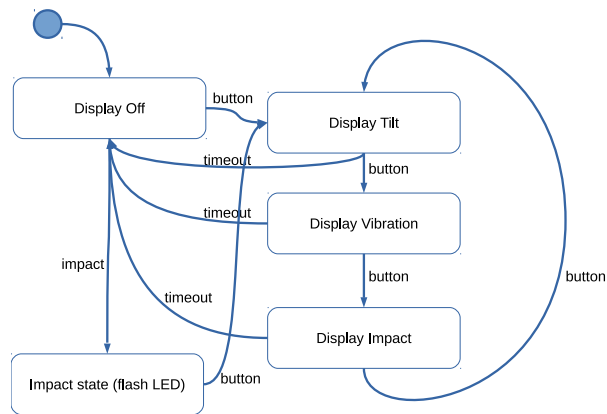 Display Off
button
Display Tilt
timeout
button
timeout
Display Vibration
impact
button
timeout
button
Display Impact
Impact state (flash LED)
button